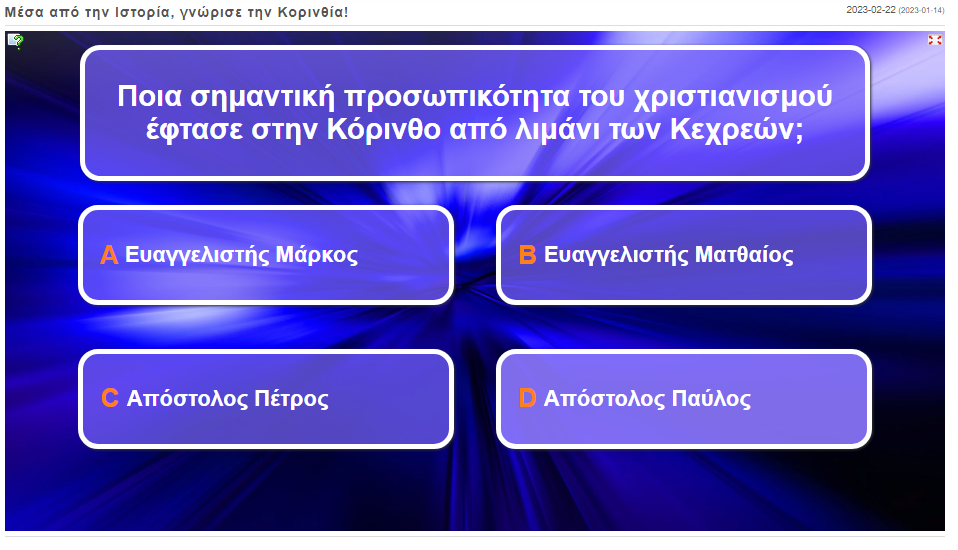 Μέσα από την Ιστορία, γνώρισε την Κορινθία!
2023-02-22 (2023-01-14)
Ποια σημαντική προσωπικότητα του χριστιανισμού
έφτασε στην Κόρινθο από λιμάνι των Κεχρεών;
A Ευαγγελιστής Μάρκος
B Ευαγγελιστής Ματθαίος
C Απόστολος Πέτρος
D Απόστολος Παύλος